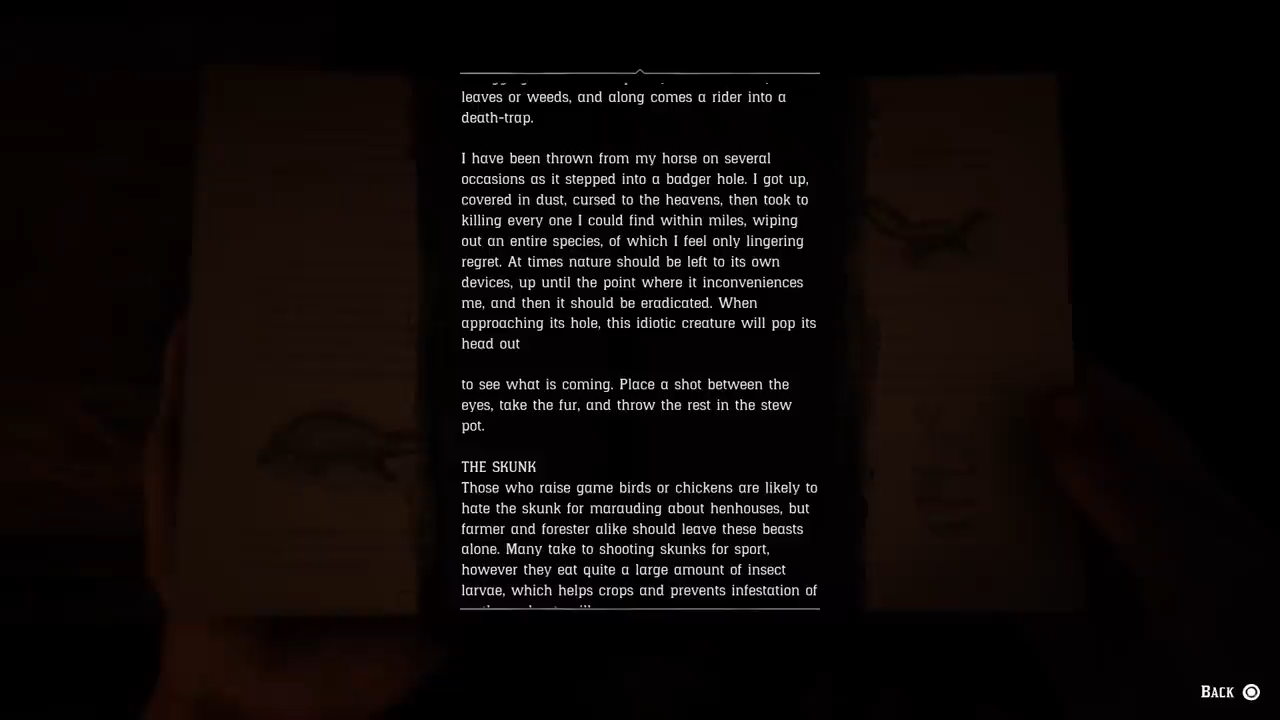 leaves or weeds, and along comes a rider into a
death-trap.
I have been thrown from my horse on several
occasions as it stepped into a badger hole. I got up,
covered in dust, cursed to the heavens, then took to
killing every one I could find within miles, wiping
out an entire species, of which I feel only lingering
regret. At times nature should be left to its own
devices, up until the point where it inconveniences
me, and then it should be eradicated. When
approaching its hole, this idiotic creature will pop its
head out
to see what is coming. Place a shot between the
eyes, take the fur, and throw the rest in the stew
pot.
THE SKUNK
Those who raise game birds or chickens are likely to
hate the skunk for marauding about henhouses, but
farmer and forester alike should leave these beasts
alone. Many take to shooting skunks for sport,
however they eat quite a large amount of insect
larvae, which helps crops and prevents infestation of
BACK